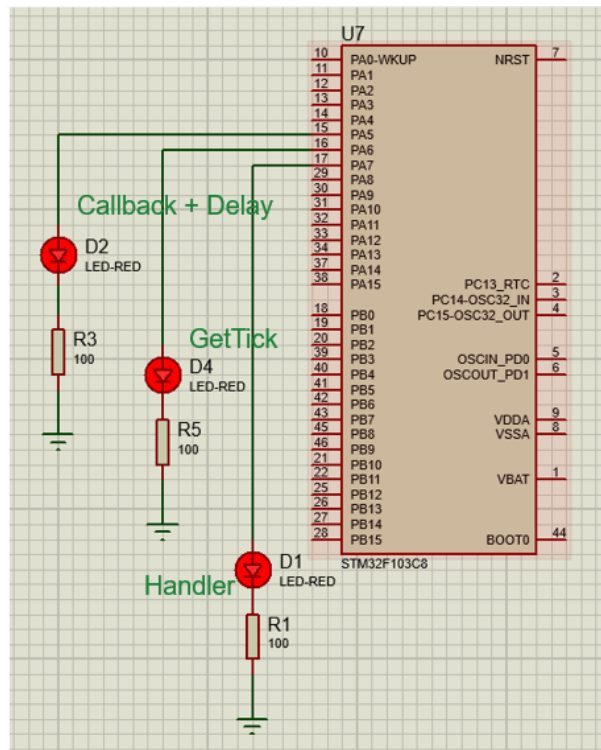 U7
10 PA0-WKUP NRST 7
11 PA1
12 PA2
13 PA3
14 PA4
15 PA5
16 PA6
17 PA7
29 PA8
30 PA9
31 PA10
32 PA11
33 PA12
34 PA13
37 PA14
38 PA15 PC13_RTC 2
PC14-OSC32_IN 3
18 PB0 PC15-OSC32_OUT 4
19 PB1
20 PB2
39 PB3 OSCIN_PD0 5
40 PB4 OSCOUT_PD1 6
41 PB5
42 PB6
43 PB7 VDDA 9
45 PB8 VSSA 8
46 PB9
21 PB10
22 PB11 VBAT 1
25 PB12
26 PB13
27 PB14
28 PB15 BOOT0 44
STM32F103C8
Callback + Delay
D2
LED-RED
R3
100
GetTick
D4
LED-RED
R5
100
Handler
D1
LED-RED
R1
100